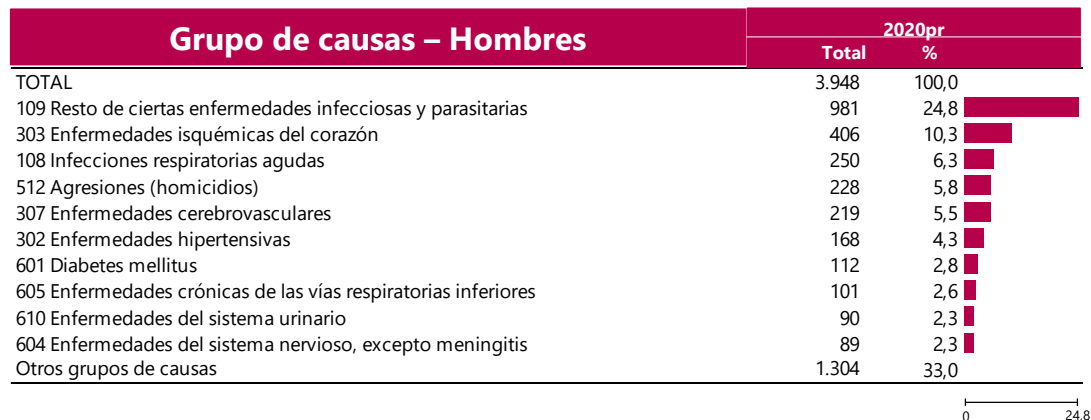 Grupo de causas – Hombres 2020pr
Total %
TOTAL 3.948 100,0
109 Resto de ciertas enfermedades infecciosas y parasitarias 981 24,8
303 Enfermedades isquémicas del corazón 406 10,3
108 Infecciones respiratorias agudas 250 6,3
512 Agresiones (homicidios) 228 5,8
307 Enfermedades cerebrovasculares 219 5,5
302 Enfermedades hipertensivas 168 4,3
601 Diabetes mellitus 112 2,8
605 Enfermedades crónicas de las vías respiratorias inferiores 101 2,6
610 Enfermedades del sistema urinario 90 2,3
604 Enfermedades del sistema nervioso, excepto meningitis 89 2,3
Otros grupos de causas 1.304 33,0
0 24,8